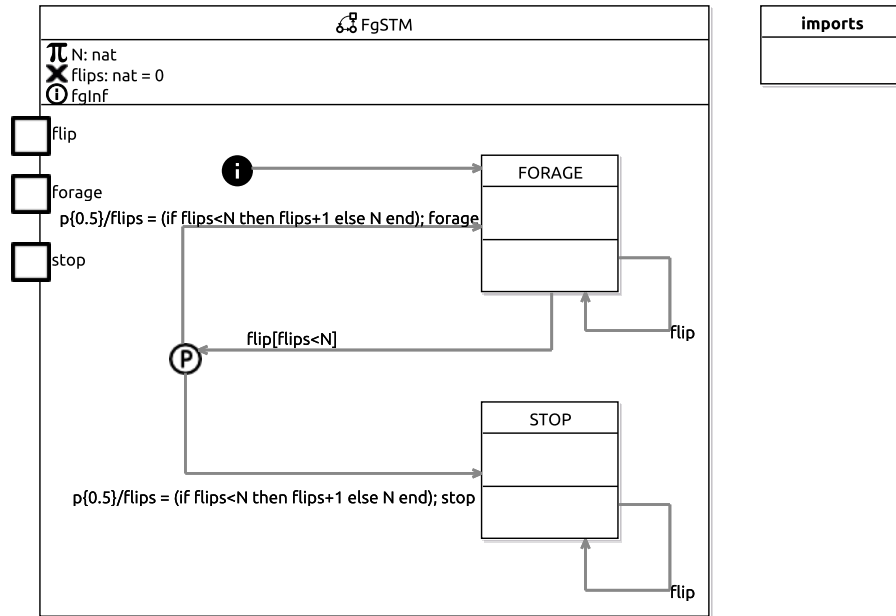 FgSTM
imports
π N: nat
flips: nat = 0
i fgInf
flip
i
FORAGE
forage
p{0.5}/flips = (if flips<N then flips+1 else N end); forage
stop
flip
flip[flips<N]
P
STOP
p{0.5}/flips = (if flips<N then flips+1 else N end); stop
flip